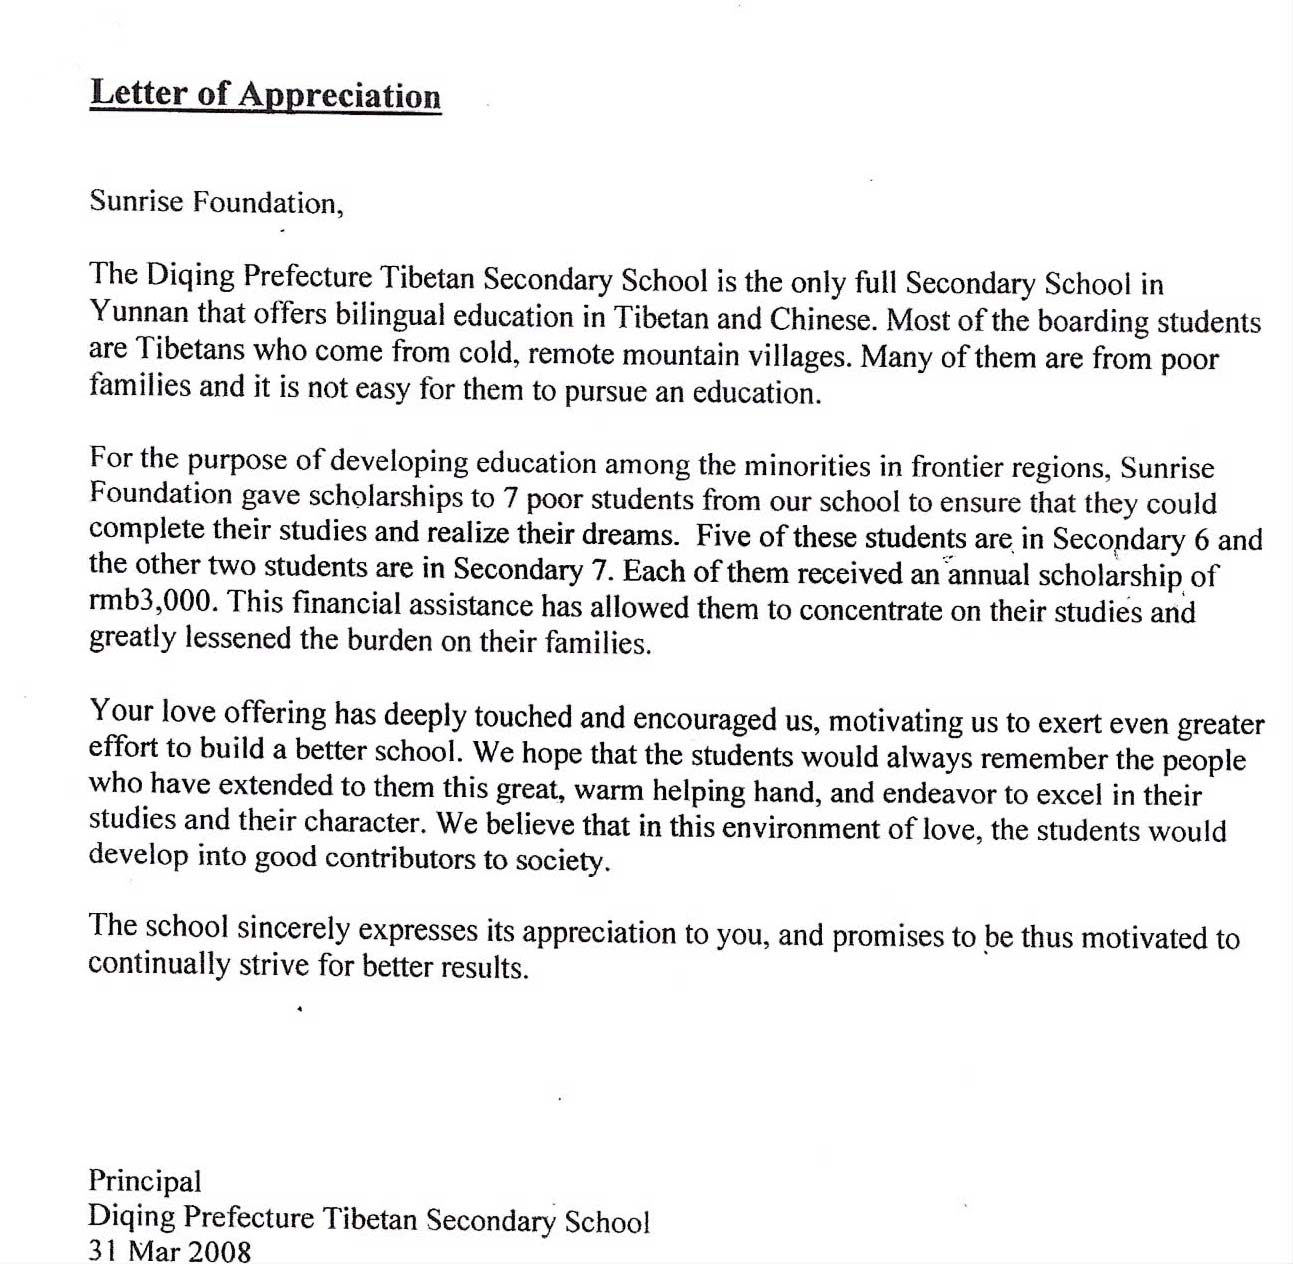 Letter of Appreciation
Sunrise Foundation,
The Diqing Prefecture Tibetan Secondary School is the only full Secondary School in
Yunnan that offers bilingual education in Tibetan and Chinese. Most of the boarding students
are Tibetans who come from cold, remote mountain villages. Many of them are from poor
families and it is not easy for them to pursue an education.
For the purpose of developing education among the minorities in frontier regions, Sunrise
Foundation gave scholarships to 7 poor students from our school to ensure that they could
complete their studies and realize their dreams.  Five of these students are in Secondary 6 and
the other two students are in Secondary 7. Each of them received an annual scholarship of
rmb3,000. This financial assistance has allowed them to concentrate on their studies and
greatly lessened the burden on their families.
Your love offering has deeply touched and encouraged us, motivating us to exert even greater
effort to build a better school. We hope that the students would always remember the people
who have extended to them this great, warm helping hand, and endeavor to excel in their
studies and their character. We believe that in this environment of love, the students would
develop into good contributors to society.
The school sincerely expresses its appreciation to you, and promises to be thus motivated to
continually strive for better results.
Principal
Diqing Prefecture Tibetan Secondary School
31 Mar 2008